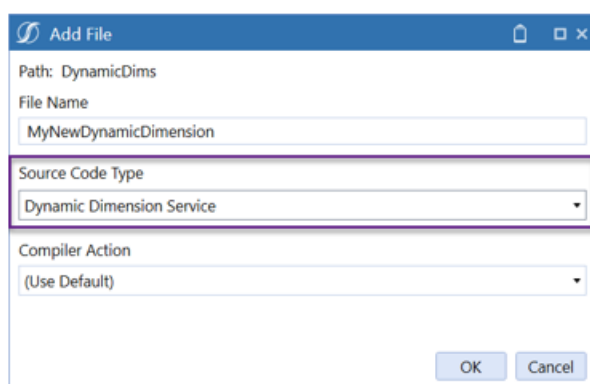 Add File
Path: DynamicDims
File Name
MyNewDynamicDimension
Source Code Type
Dynamic Dimension Service
Compiler Action
(Use Default)
OK Cancel